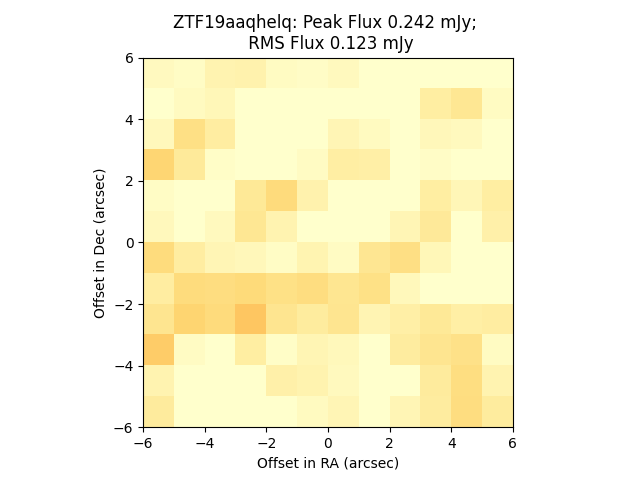 ZTF19aaqhelq: Peak Flux 0.242 mJy;
RMS Flux 0.123 mJy
6
4
2
0
−2
−4
−6
Offset in Dec (arcsec)
−6 −4 −2 0 2 4 6
Offset in RA (arcsec)